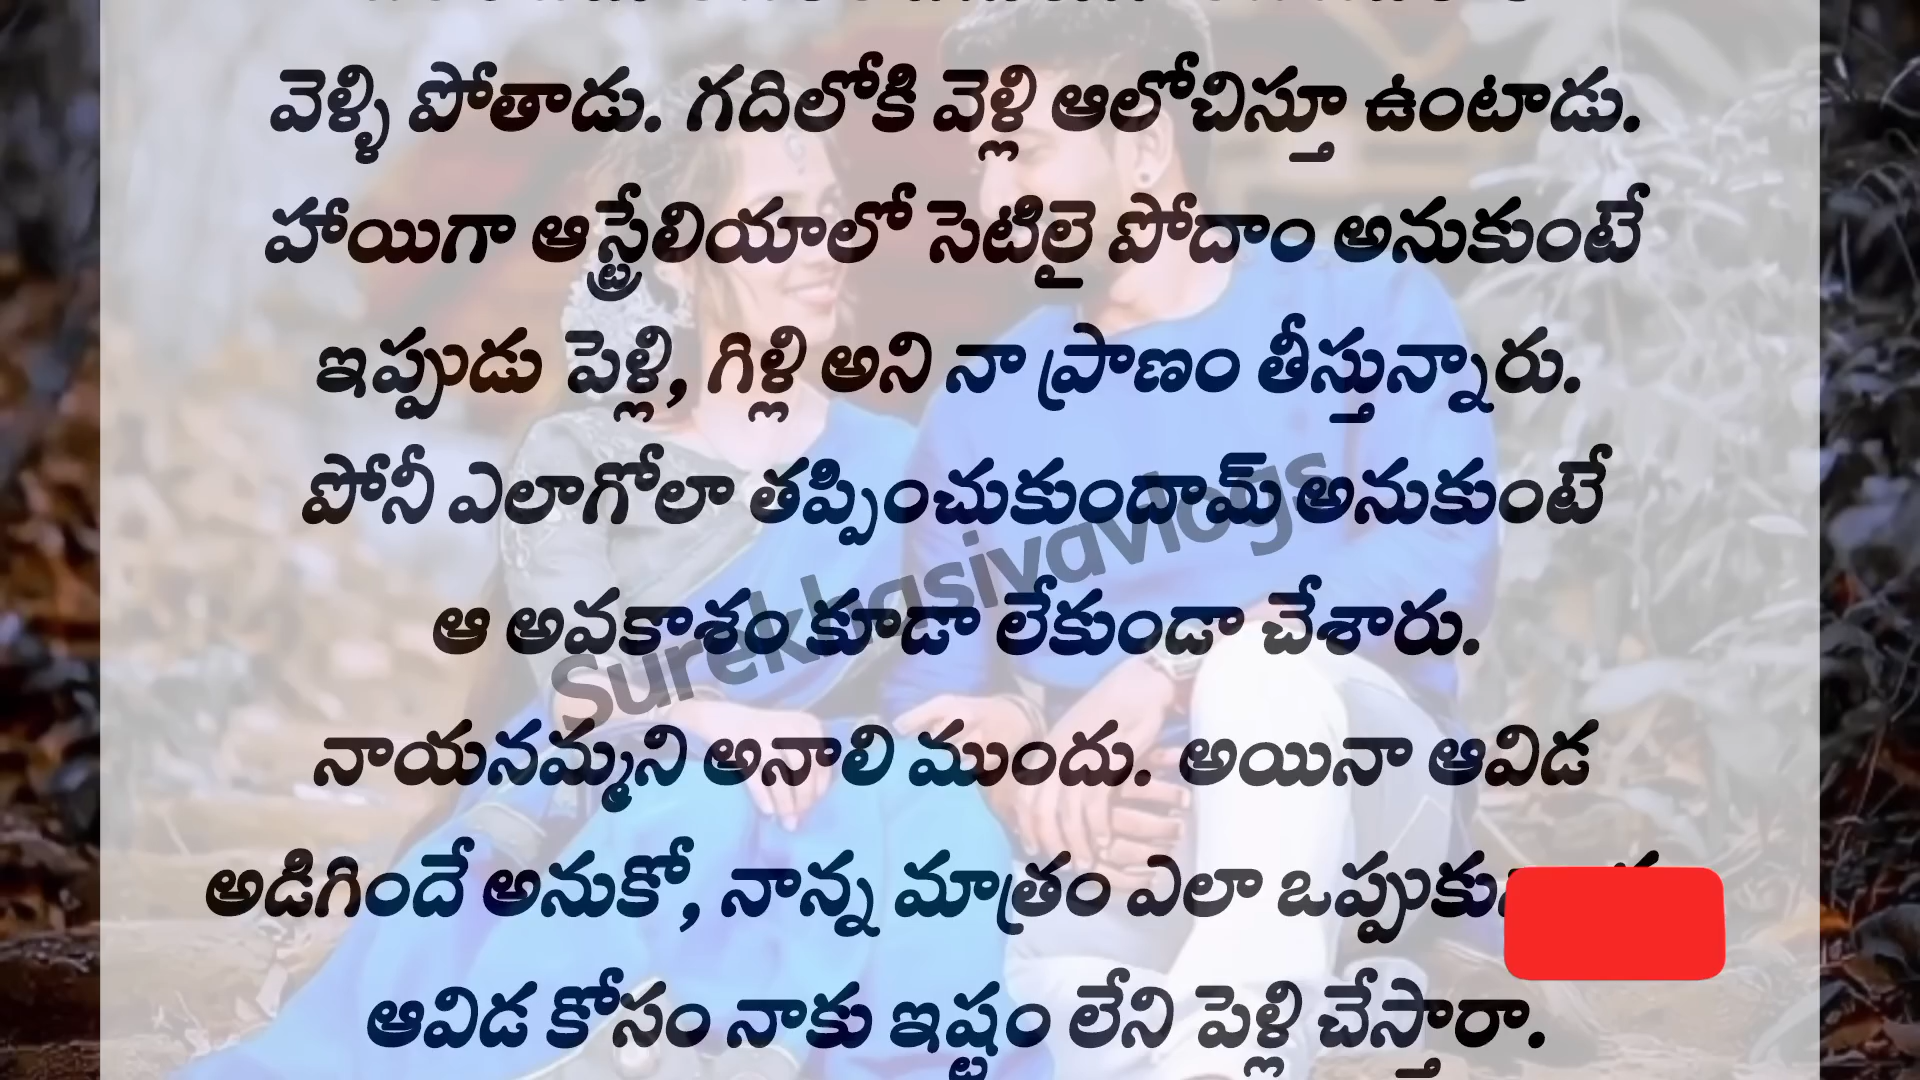 వెళ్ళి పోతాడు. గదిలోకి వెళ్లి ఆలోచిస్తూ ఉంటాడు.
హాయిగా ఆస్ట్రేలియాలో సెటిలై పోదాం అనుకుంటే
ఇప్పుడు పెళ్లి, గిళ్లి అని నా ప్రాణం తీస్తున్నారు.
పోనీ ఎలాగోలా తప్పించుకుందామ్ అనుకుంటే
ఆ అవకాశం కూడా లేకుండా చేశారు.
Surekhasivavlogs
నాయనమ్మని అనాలి ముందు. అయినా ఆవిడ
అడిగిందే అనుకో, నాన్న మాత్రం ఎలా
ఆవిడ కోసం నాకు ఇష్టం లేని పెళ్లి చేస్తారా.